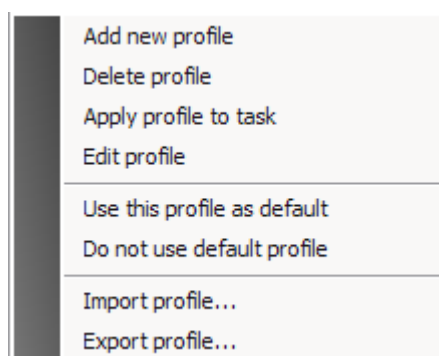 Add new profile
Delete profile
Apply profile to task
Edit profile
Use this profile as default
Do not use default profile
Import profile...
Export profile...